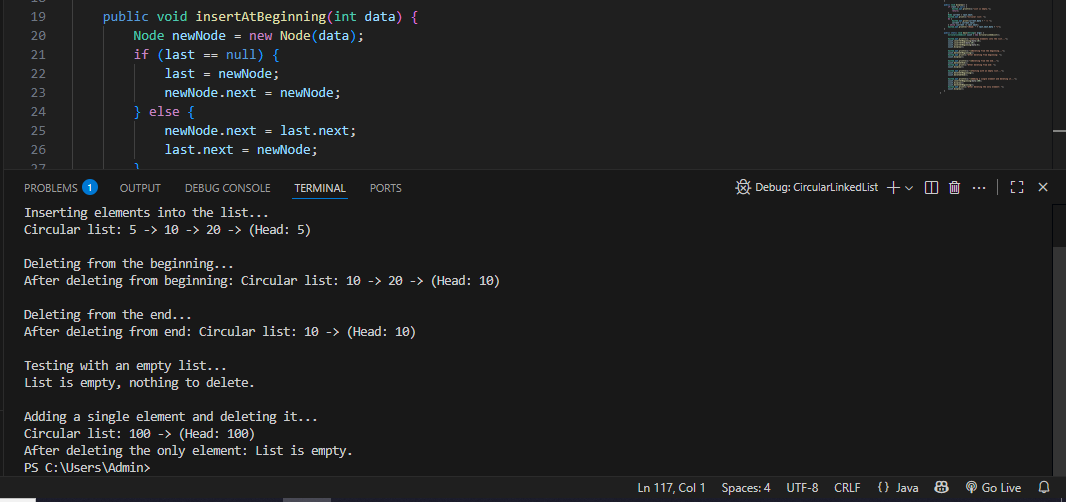 19 public void insertAtBeginning(int data) {
20 Node newNode = new Node(data);
21 if (last == null) {
22 last = newNode;
23 newNode.next = newNode;
24 } else {
25 newNode.next = last.next;
26 last.next = newNode;
27 }
PROBLEMS 1 OUTPUT DEBUG CONSOLE TERMINAL PORTS Debug: CircularLinkedList
Inserting elements into the list...
Circular list: 5 -> 10 -> 20 -> (Head: 5)
Deleting from the beginning...
After deleting from beginning: Circular list: 10 -> 20 -> (Head: 10)
Deleting from the end...
After deleting from end: Circular list: 10 -> (Head: 10)
Testing with an empty list...
List is empty, nothing to delete.
Adding a single element and deleting it...
Circular list: 100 -> (Head: 100)
After deleting the only element: List is empty.
PS C:\Users\Admin>
Ln 117, Col 1 Spaces: 4 UTF-8 CRLF {} Java Go Live